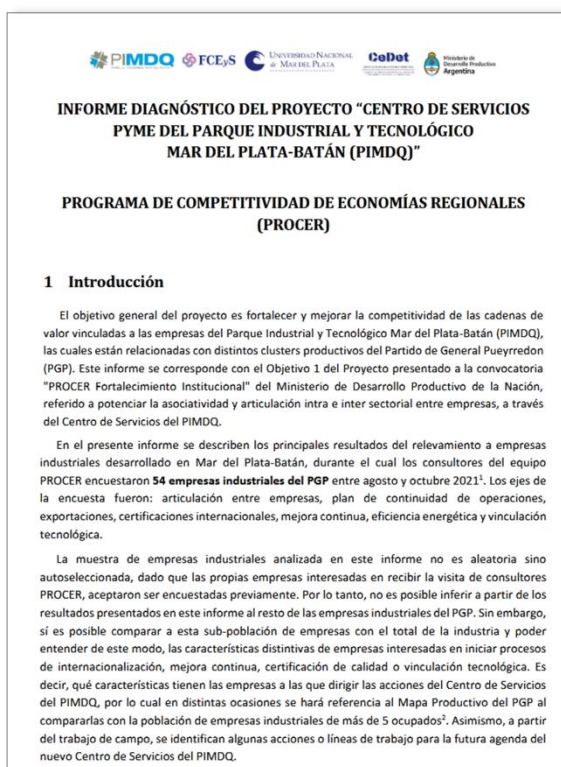 PIMDQ
FCEyS
UNIVERSIDAD NACIONAL
de MAR DEL PLATA
CeDet
Ministerio de
Desarrollo Productivo
Argentina
INFORME DIAGNÓSTICO DEL PROYECTO “CENTRO DE SERVICIOS
PYME DEL PARQUE INDUSTRIAL Y TECNOLÓGICO
MAR DEL PLATA-BATÁN (PIMDQ)”
PROGRAMA DE COMPETITIVIDAD DE ECONOMÍAS REGIONALES
(PROCER)
1 Introducción
El objetivo general del proyecto es fortalecer y mejorar la competitividad de las cadenas de
valor vinculadas a las empresas del Parque Industrial y Tecnológico Mar del Plata-Batán (PIMDQ),
las cuales están relacionadas con distintos clusters productivos del Partido de General Pueyrredon
(PGP). Este informe se corresponde con el Objetivo 1 del Proyecto presentado a la convocatoria
"PROCER Fortalecimiento Institucional" del Ministerio de Desarrollo Productivo de la Nación,
referido a potenciar la asociatividad y articulación intra e inter sectorial entre empresas, a través
del Centro de Servicios del PIMDQ.
En el presente informe se describen los principales resultados del relevamiento a empresas
industriales desarrollado en Mar del Plata-Batán, durante el cual los consultores del equipo
PROCER encuestaron 54 empresas industriales del PGP entre agosto y octubre 2021¹. Los ejes de
la encuesta fueron: articulación entre empresas, plan de continuidad de operaciones,
exportaciones, certificaciones internacionales, mejora continua, eficiencia energética y vinculación
tecnológica.
La muestra de empresas industriales analizada en este informe no es aleatoria sino
autoseleccionada, dado que las propias empresas interesadas en recibir la visita de consultores
PROCER, aceptaron ser encuestadas previamente. Por lo tanto, no es posible inferir a partir de los
resultados presentados en este informe al resto de las empresas industriales del PGP. Sin embargo,
sí es posible comparar a esta sub-población de empresas con el total de la industria y poder
entender de este modo, las características distintivas de empresas interesadas en iniciar procesos
de internacionalización, mejora continua, certificación de calidad o vinculación tecnológica. Es
decir, qué características tienen las empresas a las que dirigir las acciones del Centro de Servicios
del PIMDQ, por lo cual en distintas ocasiones se hará referencia al Mapa Productivo del PGP al
compararlas con la población de empresas industriales de más de 5 ocupados². Asimismo, a partir
del trabajo de campo, se identifican algunas acciones o líneas de trabajo para la futura agenda del
nuevo Centro de Servicios del PIMDQ.